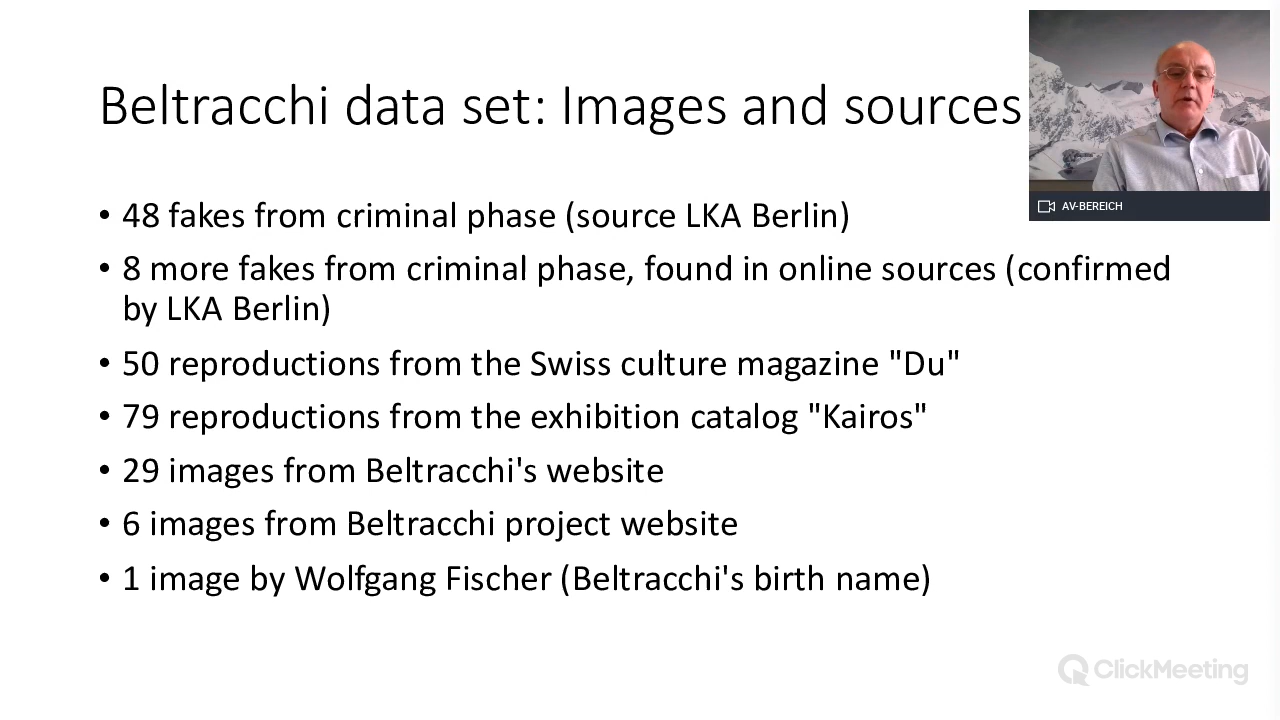 Beltracchi data set: Images and sources
AV-BEREICH
• 48 fakes from criminal phase (source LKA Berlin)
• 8 more fakes from criminal phase, found in online sources (confirmed
by LKA Berlin)
• 50 reproductions from the Swiss culture magazine "Du"
• 79 reproductions from the exhibition catalog "Kairos"
• 29 images from Beltracchi's website
• 6 images from Beltracchi project website
• 1 image by Wolfgang Fischer (Beltracchi's birth name)
ClickMeeting